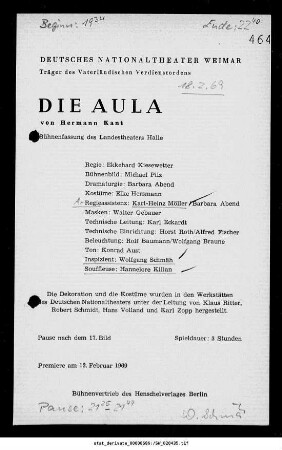 Beginn: 19³⁴
Ende: 22⁴⁰
464
DEUTSCHES NATIONALTHEATER WEIMAR
Träger des Vaterländischen Verdienstordens
18.2.69
DIE AULA
von Hermann Kant
Bühnenfassung des Landestheaters Halle
Regie: Ekkehard Kiesewetter
Bühnenbild: Michael Pilz
Dramaturgie: Barbara Abend
Kostüme: Elke Hersmann
Regieassistenz: Karl-Heinz Möller/Barbara Abend
Masken: Walter Gebauer
Technische Leitung: Karl Eckardt
Technische Einrichtung: Horst Roth/Alfred Fischer
Beleuchtung: Rolf Baumann/Wolfgang Braune
Ton: Konrad Aust
Inspizient: Wolfgang Schmäh
Souffleuse: Hannelore Kilian
Die Dekoration und die Kostüme wurden in den Werkstätten
des Deutschen Nationaltheaters unter der Leitung von Klaus Ritter,
Robert Schmidt, Hans Volland und Karl Zopp hergestellt.
Pause nach dem 17. Bild Spieldauer: 3 Stunden
Premiere am 18. Februar 1969
Bühnenvertrieb des Henschelverlages Berlin
Pause: